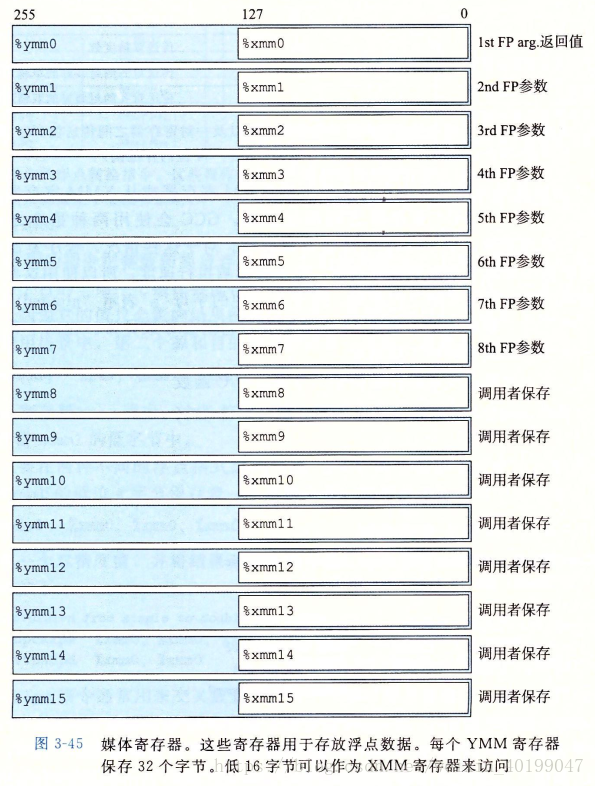 255 127 0
%ymm0 %xmm0 1st FP arg.返回值
%ymm1 %xmm1 2nd FP参数
%ymm2 %xmm2 3rd FP参数
%ymm3 %xmm3 4th FP参数
%ymm4 %xmm4 5th FP参数
%ymm5 %xmm5 6th FP参数
%ymm6 %xmm6 7th FP参数
%ymm7 %xmm7 8th FP参数
%ymm8 %xmm8 调用者保存
%ymm9 %xmm9 调用者保存
%ymm10 %xmm10 调用者保存
%ymm11 %xmm11 调用者保存
%ymm12 %xmm12 调用者保存
%ymm13 %xmm13 调用者保存
%ymm14 %xmm14 调用者保存
%ymm15 %xmm15 调用者保存
图 3-45 媒体寄存器。这些寄存器用于存放浮点数据。每个 YMM 寄存器
保存 32 个字节。低 16 字节可以作为 XMM 寄存器来访问